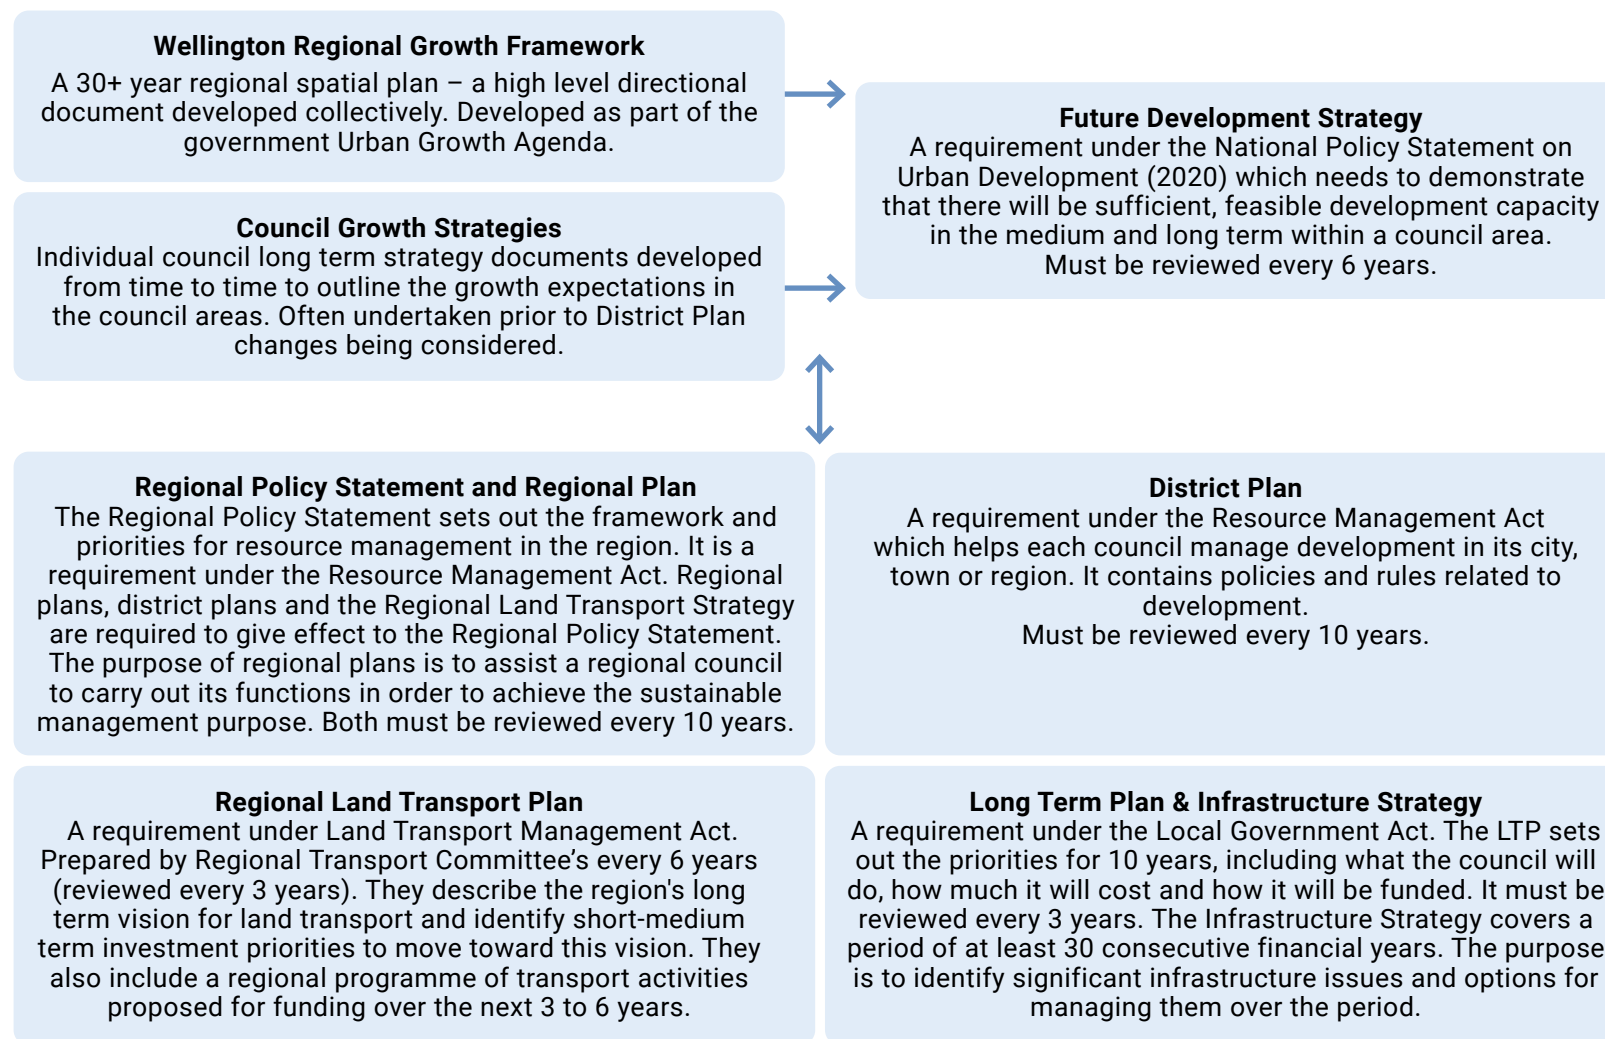 Wellington Regional Growth Framework
A 30+ year regional spatial plan – a high level directional
document developed collectively. Developed as part of the
government Urban Growth Agenda.
Future Development Strategy
A requirement under the National Policy Statement on
Urban Development (2020) which needs to demonstrate
that there will be sufficient, feasible development capacity
in the medium and long term within a council area.
Must be reviewed every 6 years.
Council Growth Strategies
Individual council long term strategy documents developed
from time to time to outline the growth expectations in
the council areas. Often undertaken prior to District Plan
changes being considered.
Regional Policy Statement and Regional Plan
The Regional Policy Statement sets out the framework and
priorities for resource management in the region. It is a
requirement under the Resource Management Act. Regional
plans, district plans and the Regional Land Transport Strategy
are required to give effect to the Regional Policy Statement.
The purpose of regional plans is to assist a regional council
to carry out its functions in order to achieve the sustainable
management purpose. Both must be reviewed every 10 years.
District Plan
A requirement under the Resource Management Act
which helps each council manage development in its city,
town or region. It contains policies and rules related to
development.
Must be reviewed every 10 years.
Regional Land Transport Plan
A requirement under Land Transport Management Act.
Prepared by Regional Transport Committee’s every 6 years
(reviewed every 3 years). They describe the region's long
term vision for land transport and identify short-medium
term investment priorities to move toward this vision. They
also include a regional programme of transport activities
proposed for funding over the next 3 to 6 years.
Long Term Plan & Infrastructure Strategy
A requirement under the Local Government Act. The LTP sets
out the priorities for 10 years, including what the council will
do, how much it will cost and how it will be funded. It must be
reviewed every 3 years. The Infrastructure Strategy covers a
period of at least 30 consecutive financial years. The purpose
is to identify significant infrastructure issues and options for
managing them over the period.